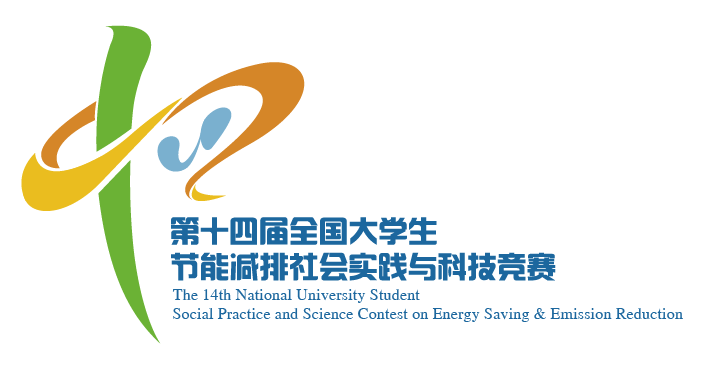 第十四届全国大学生
节能减排社会实践与科技竞赛
The 14th National University Student
Social Practice and Science Contest on Energy Saving & Emission Reduction